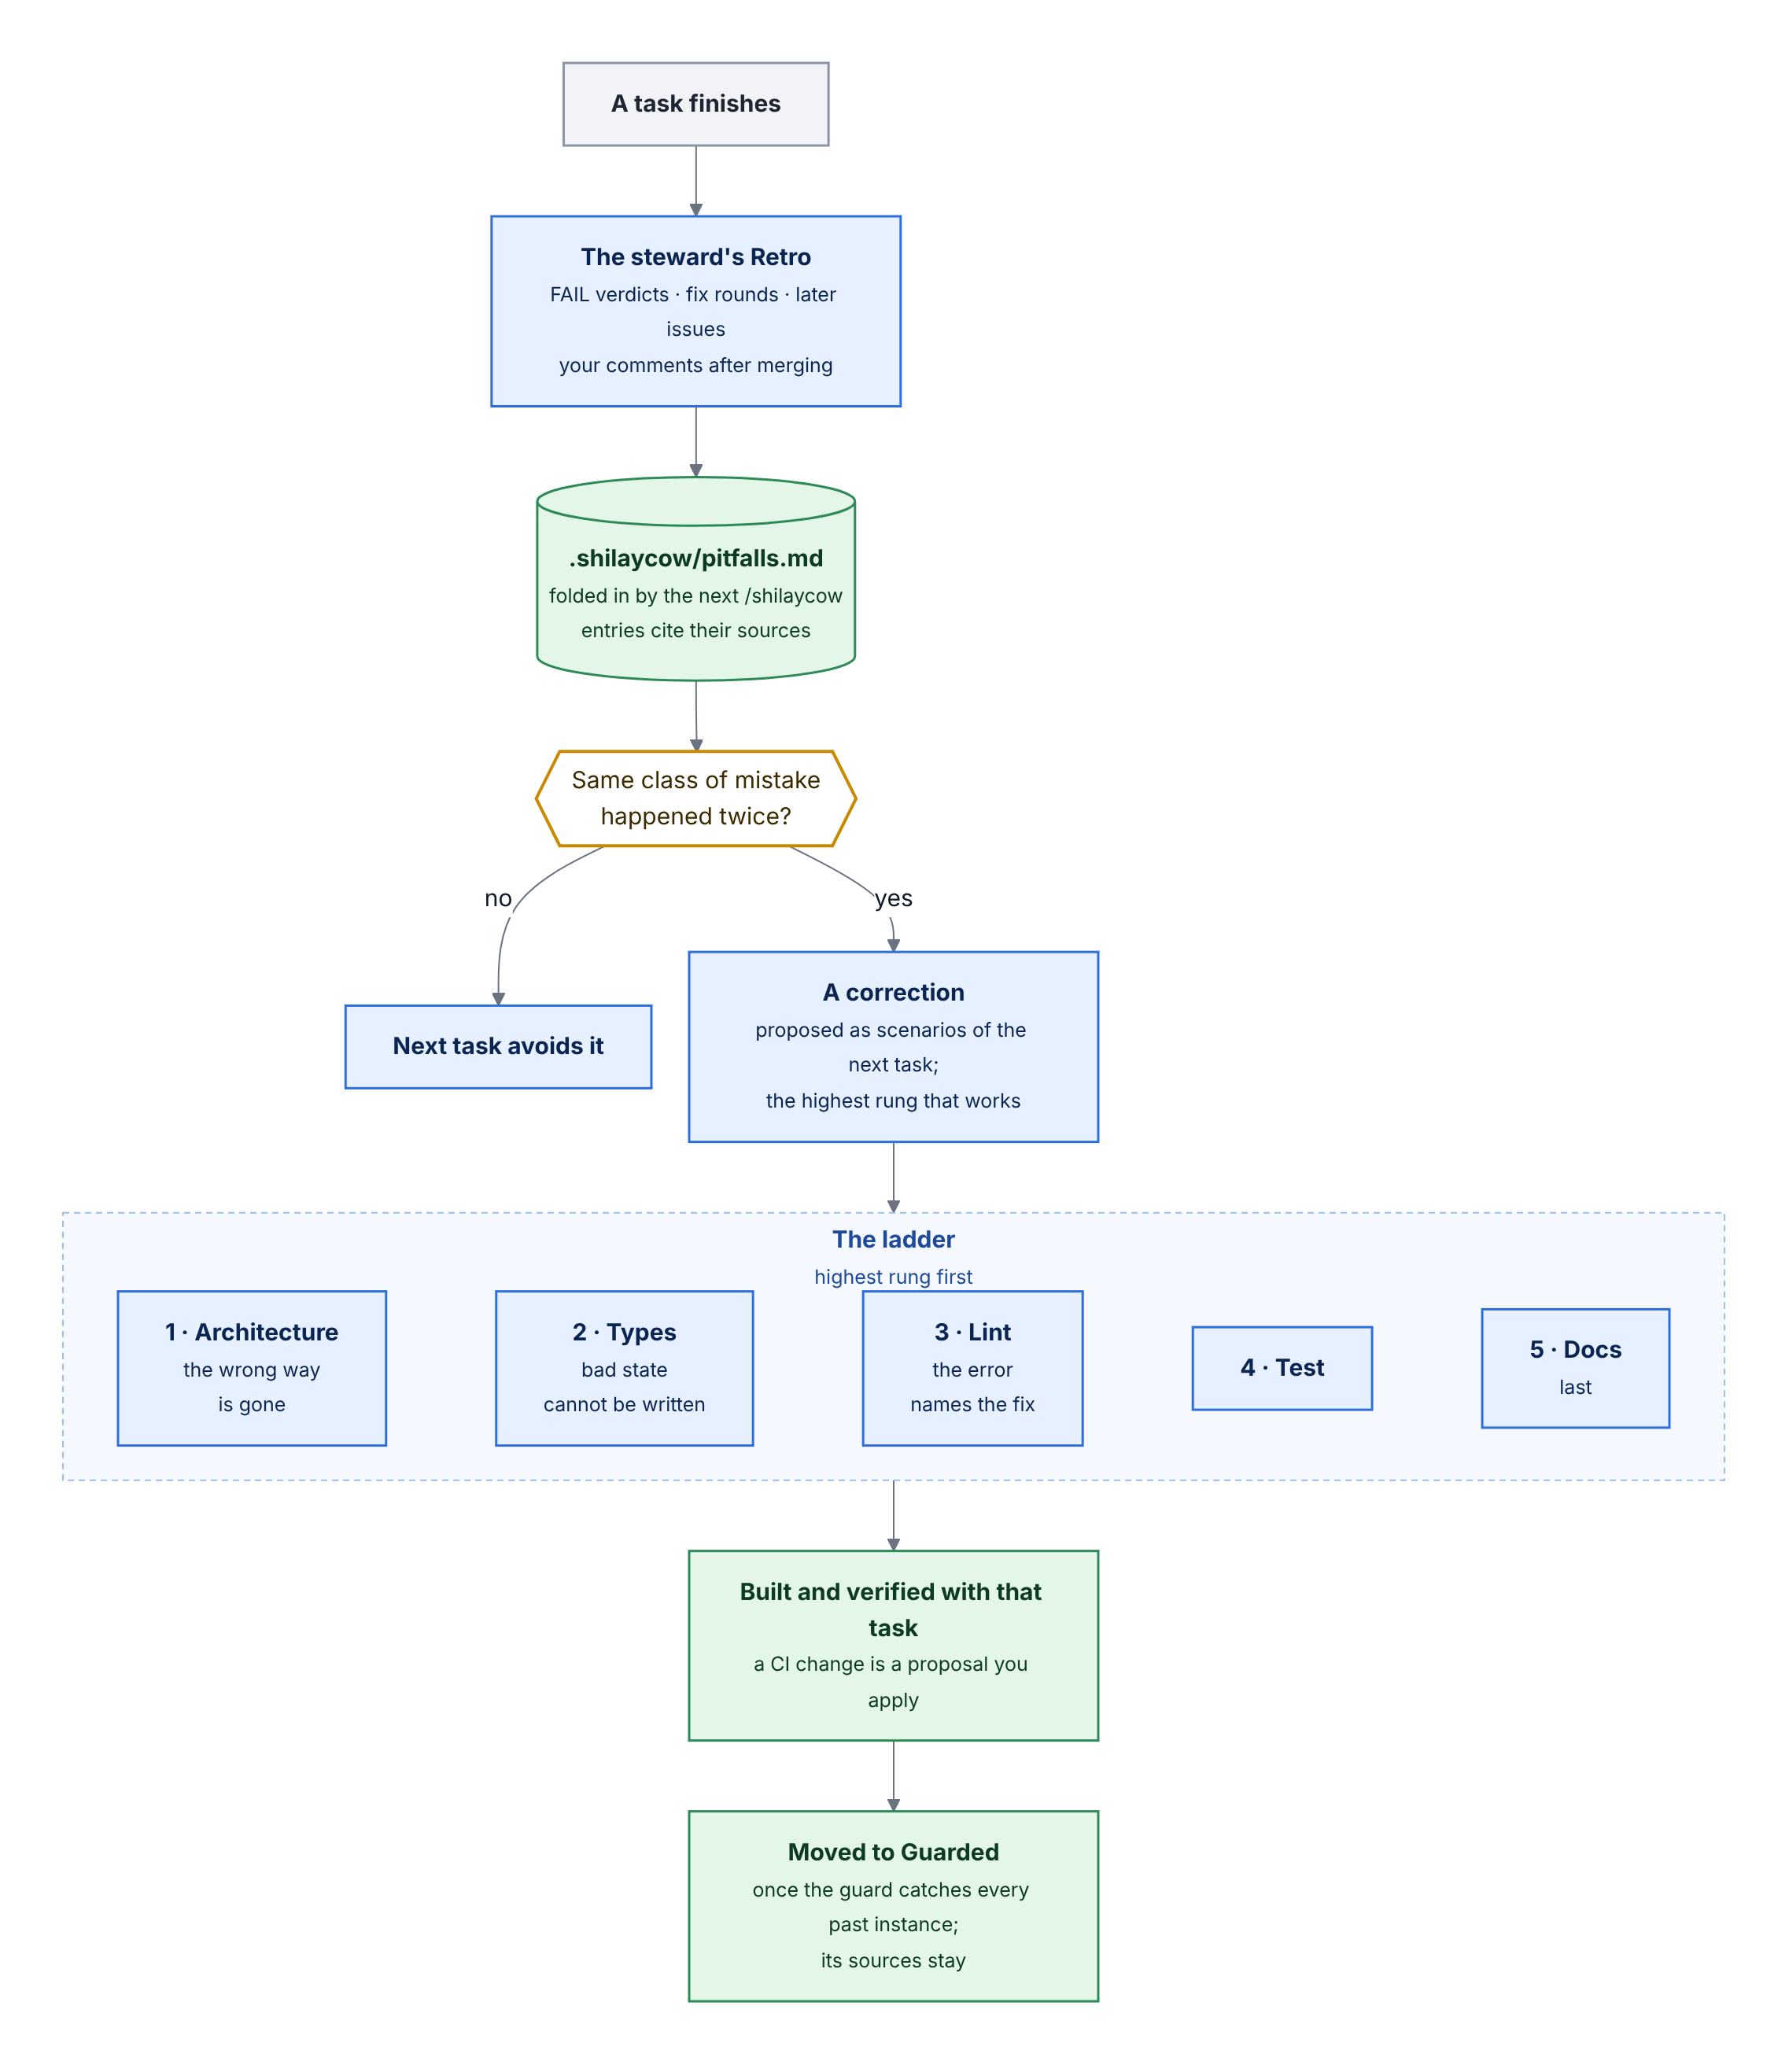 A task finishes
The steward's Retro
FAIL verdicts · fix rounds · later
issues
your comments after merging
.shilaycow/pitfalls.md
folded in by the next /shilaycow
entries cite their sources
Same class of mistake
happened twice?
no
yes
A correction
proposed as scenarios of the
next task;
the highest rung that works
Next task avoids it
The ladder
highest rung first
1 · Architecture
the wrong way
is gone
2 · Types
bad state
cannot be written
3 · Lint
the error
names the fix
4 · Test
5 · Docs
last
Built and verified with that
task
a CI change is a proposal you
apply
Moved to Guarded
once the guard catches every
past instance;
its sources stay